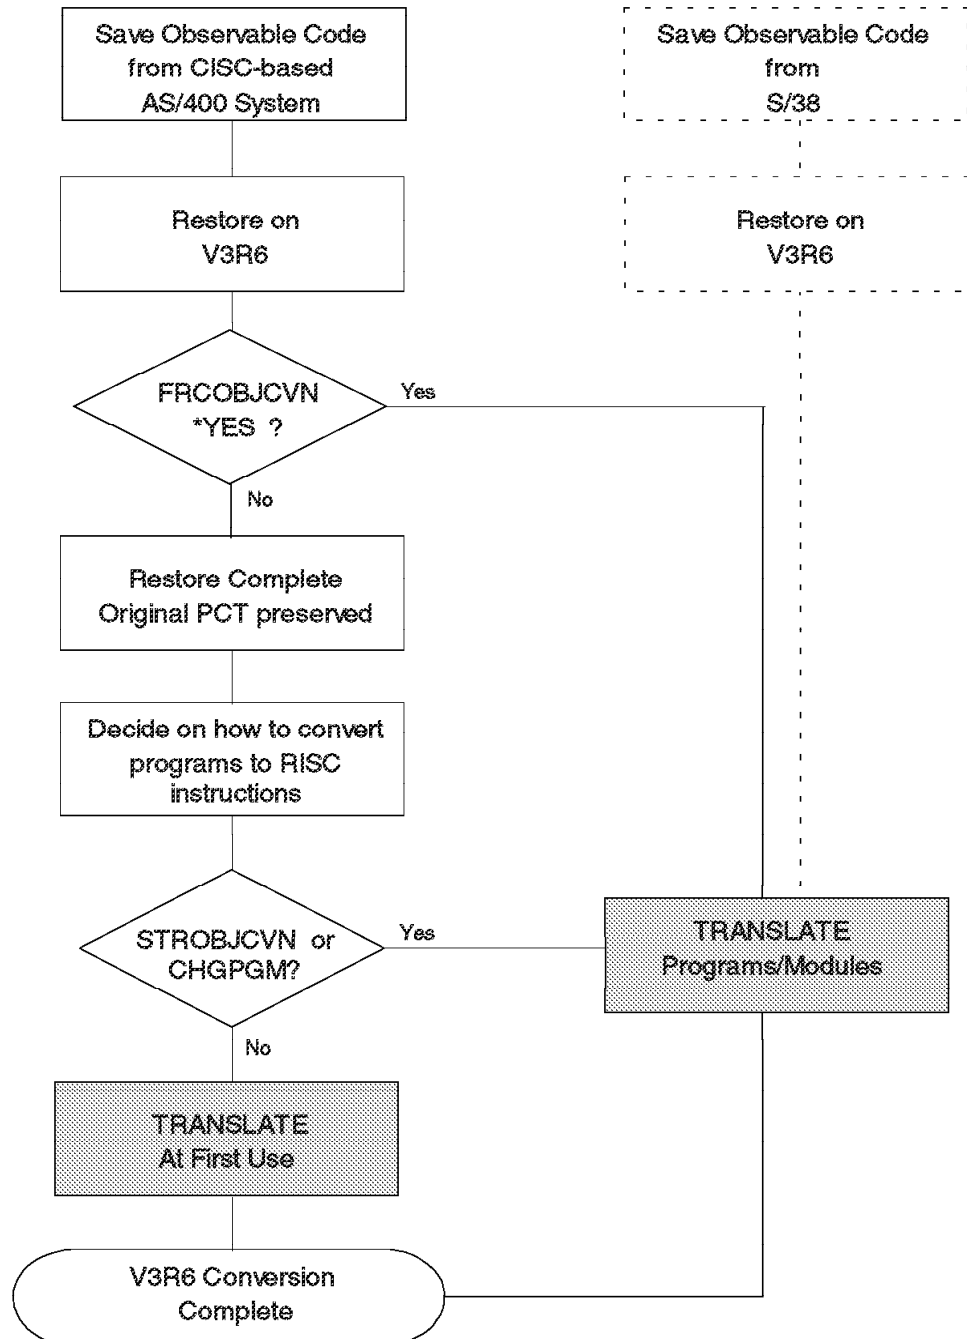 Save Observable Code
from CISC-based
AS/400 System
Save Observable Code
from
S/38
Restore on
V3R6
Restore on
V3R6
FRCOBJCVN
*YES ?
Yes
No
Restore Complete
Original PCT preserved
Decide on how to convert
programs to RISC
instructions
STROBJCVN or
CHGPGM?
Yes
TRANSLATE
Programs/Modules
No
TRANSLATE
At First Use
V3R6 Conversion
Complete